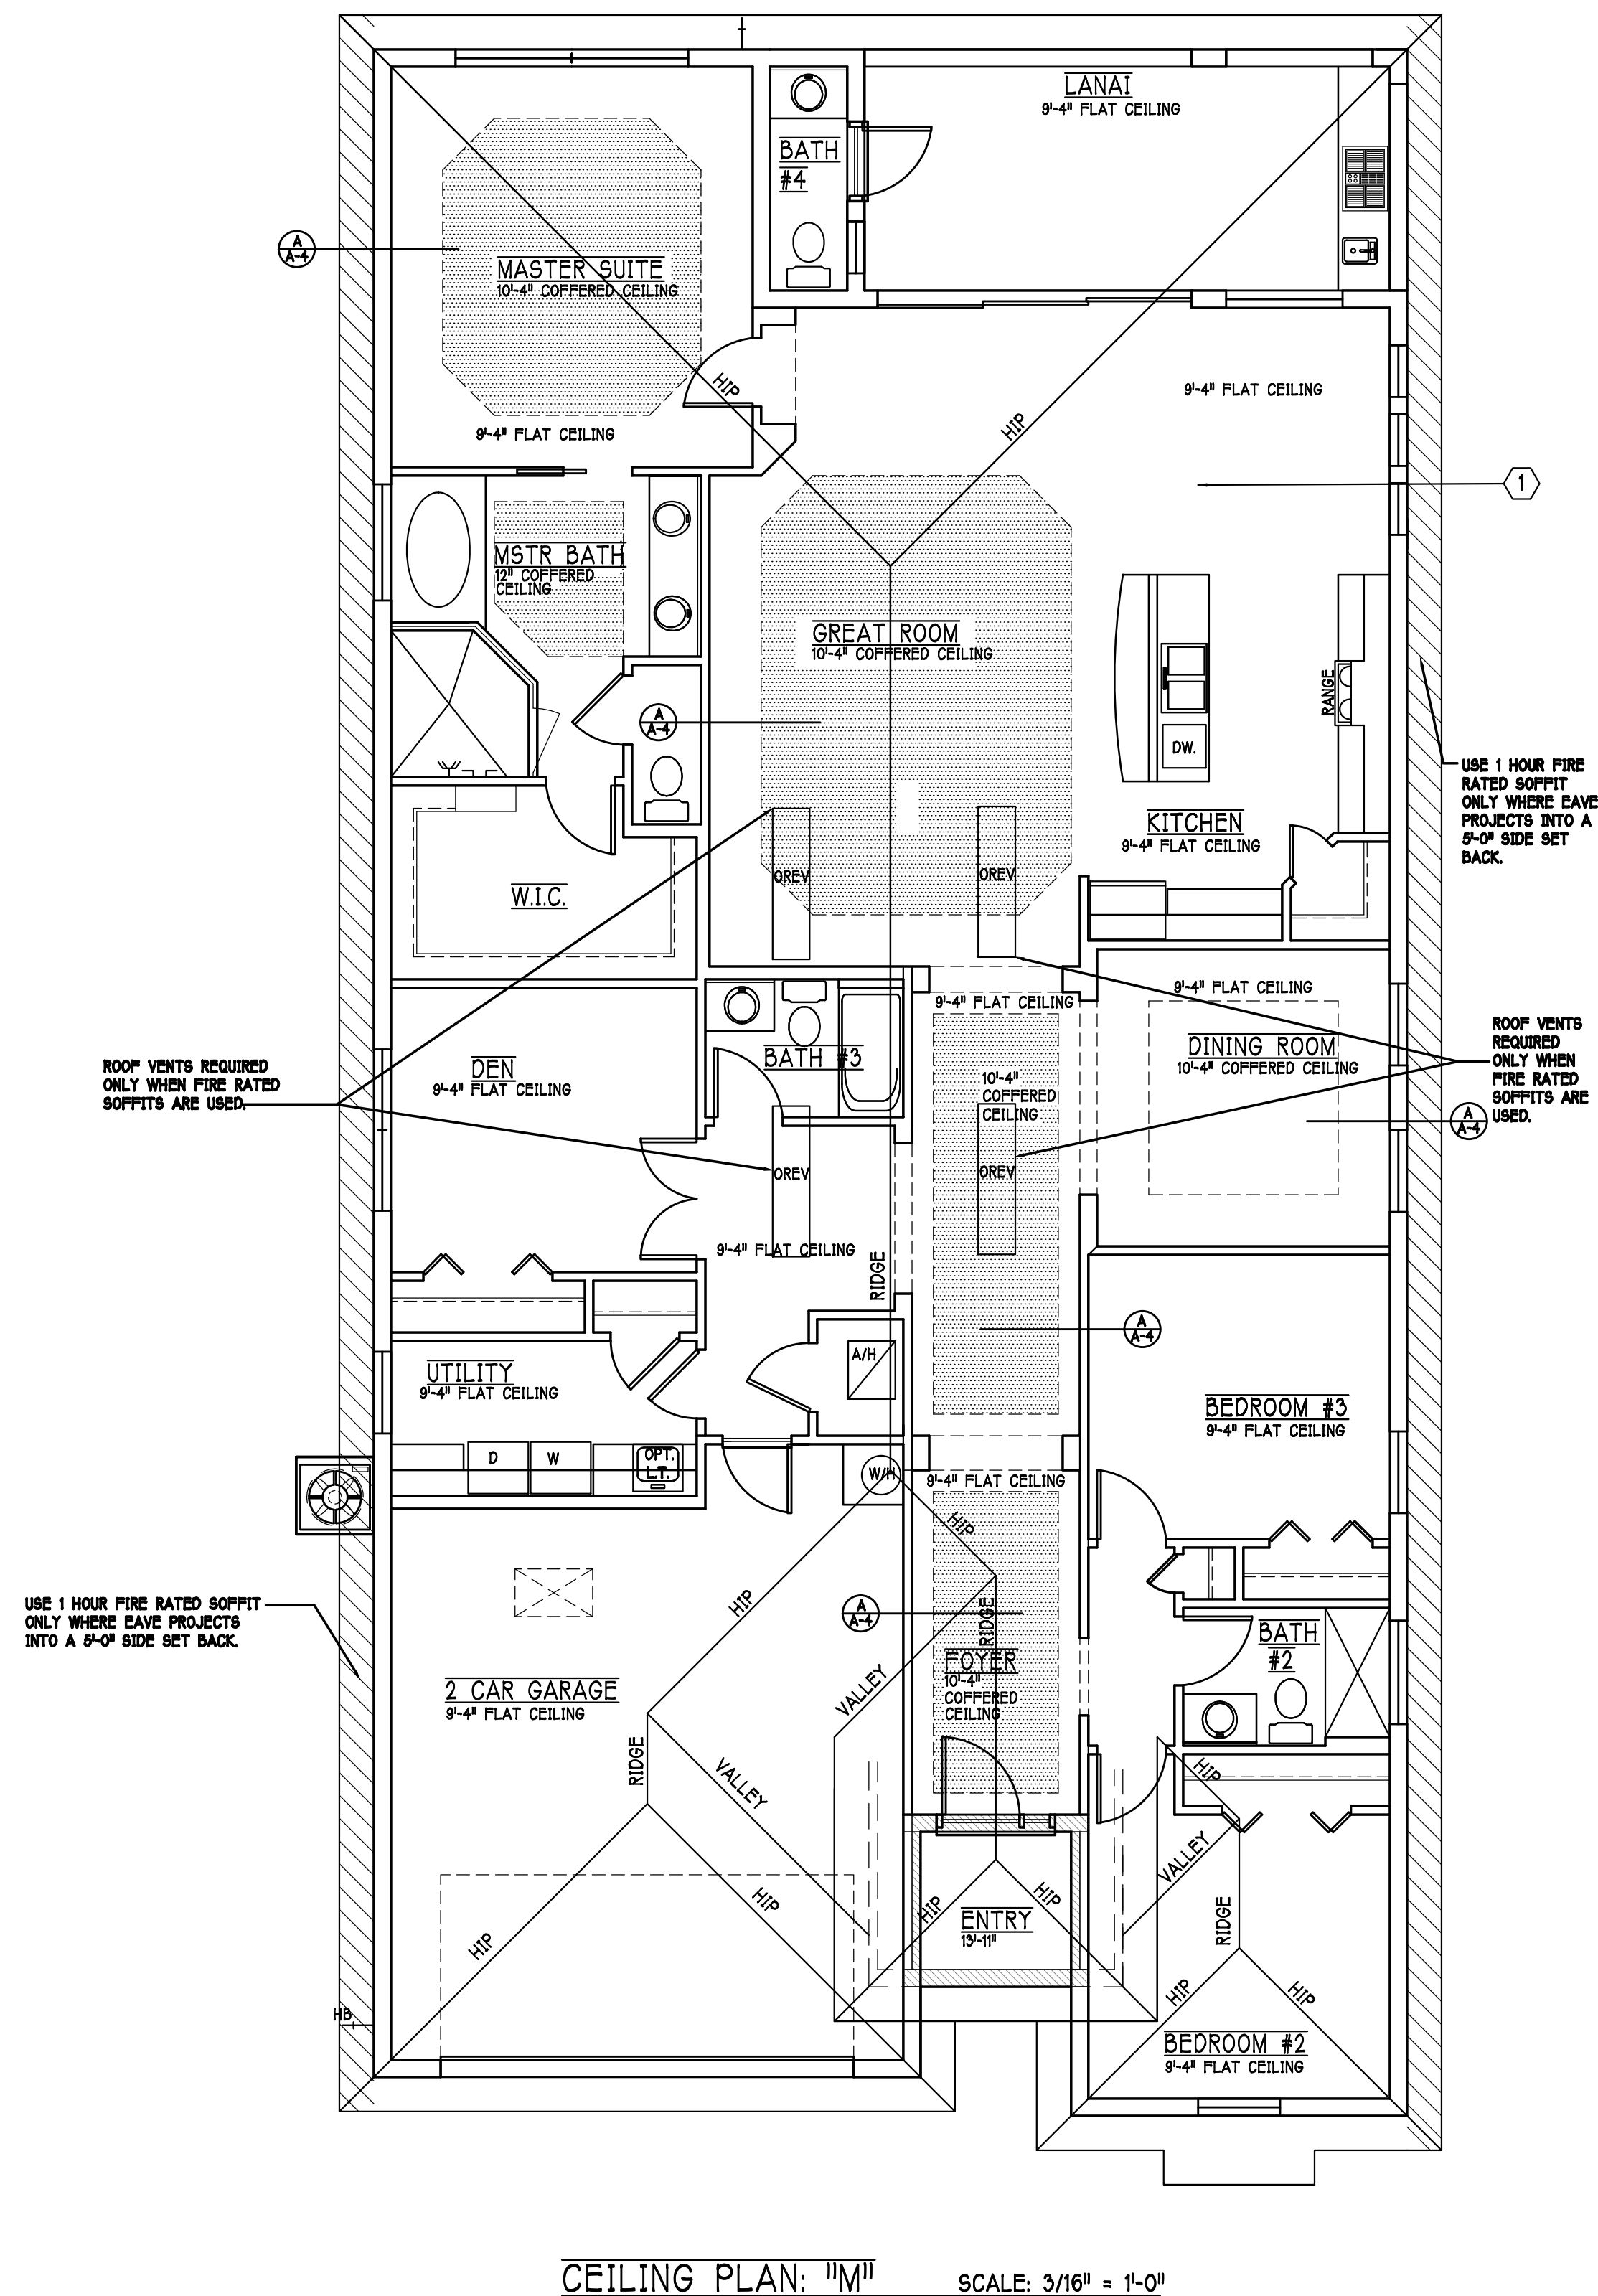 LANAI
9'-4" FLAT CEILING
BATH
#4
A
A-4
MASTER SUITE
10'-4" COFFERED CEILING
HIP
HIP
9'-4" FLAT CEILING
9'-4" FLAT CEILING
1
MSTR BATH
12" COFFERED
CEILING
GREAT ROOM
10'-4" COFFERED CEILING
RANGE
A
A-4
DW.
USE 1 HOUR FIRE
RATED SOFFIT
ONLY WHERE EAVE
PROJECTS INTO A
5'-0" SIDE SET
BACK.
KITCHEN
9'-4" FLAT CEILING
OREV
OREV
W.I.C.
9'-4" FLAT CEILING
9'-4" FLAT CEILING
ROOF VENTS REQUIRED
ONLY WHEN FIRE RATED
SOFFITS ARE USED.
DEN
9'-4" FLAT CEILING
BATH #3
10'-4"
COFFERED
CEILING
DINING ROOM
10'-4" COFFERED CEILING
ROOF VENTS
REQUIRED
ONLY WHEN
FIRE RATED
SOFFITS ARE
USED.
A
A-4
OREV
OREV
9'-4" FLAT CEILING
RIDGE
A
A-4
A/H
UTILITY
9'-4" FLAT CEILING
BEDROOM #3
9'-4" FLAT CEILING
D
W
OPT.
L.T.
W/H
9'-4" FLAT CEILING
HIP
HIP
USE 1 HOUR FIRE RATED SOFFIT
ONLY WHERE EAVE PROJECTS
INTO A 5'-0" SIDE SET BACK.
A
A-4
RIDGE
BATH
#2
FOYER
10'-4"
COFFERED
CEILING
VALLEY
2 CAR GARAGE
9'-4" FLAT CEILING
RIDGE
VALLEY
HIP
VALLEY
HIP
HIP
HIP
HIP
ENTRY
13'-11"
RIDGE
HIP
HIP
HB
BEDROOM #2
9'-4" FLAT CEILING
CEILING PLAN: "M"
SCALE: 3/16" = 1'-0"